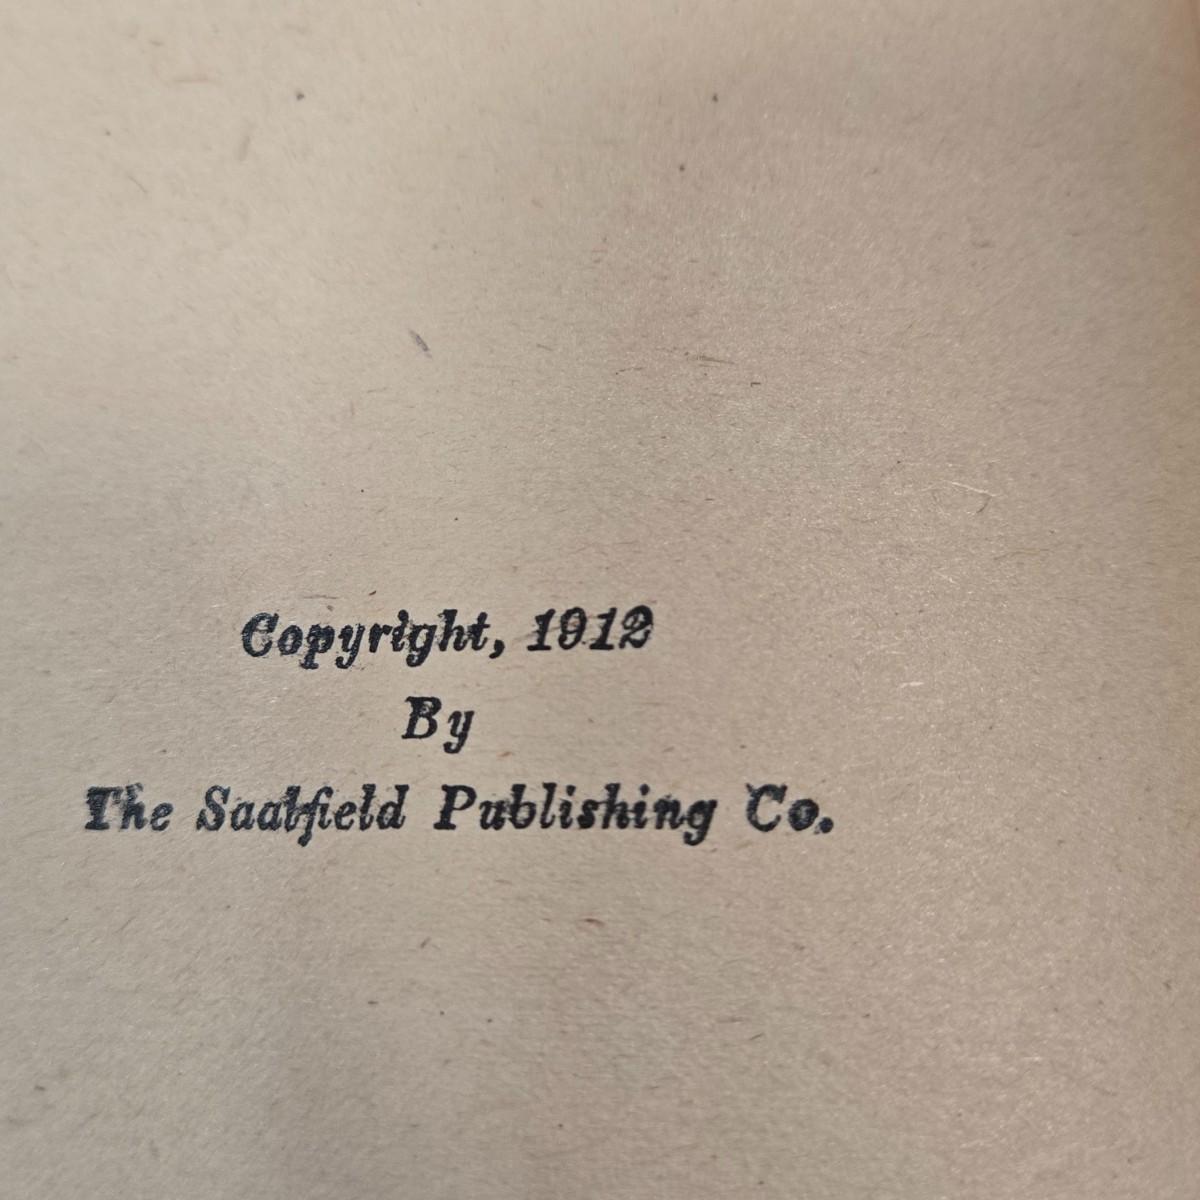 Copyright, 1912
By
The Saalfield Publishing Co.